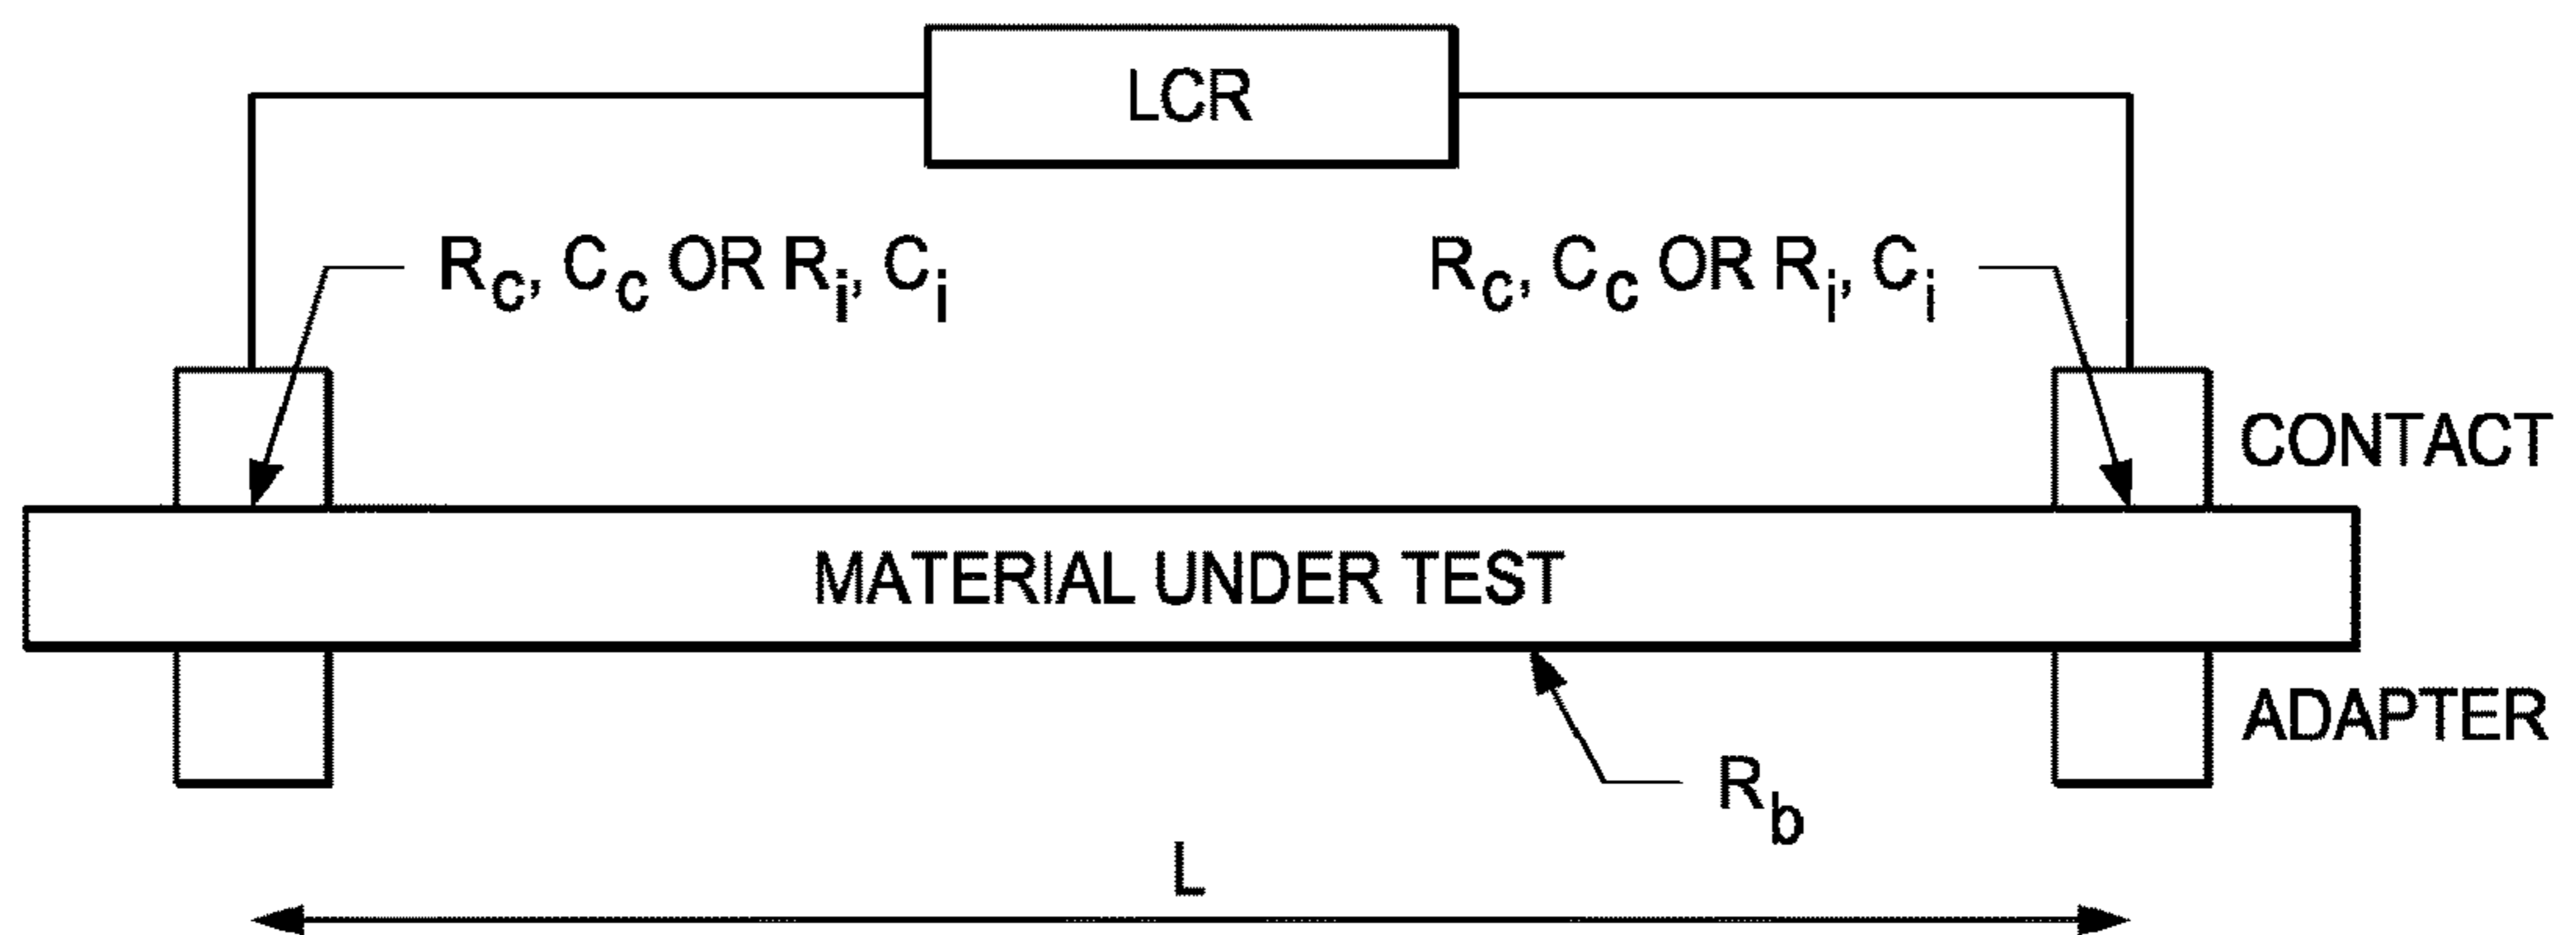 LCR
Rc, Cc OR Ri, Ci
Rc, Cc OR Ri, Ci
CONTACT
MATERIAL UNDER TEST
ADAPTER
Rb
L